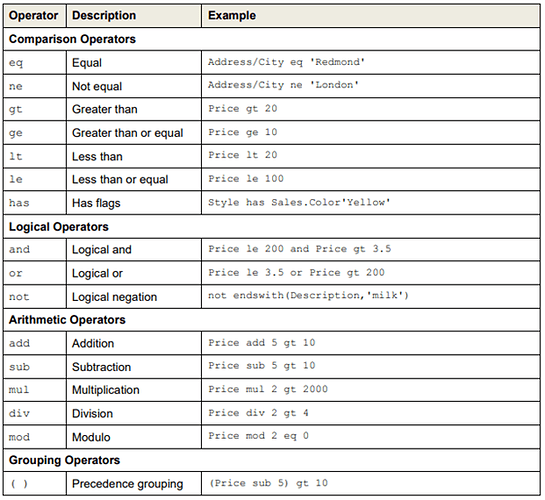 Operator Description Example
Comparison Operators
eq Equal Address/City eq 'Redmond'
ne Not equal Address/City ne 'London'
gt Greater than Price gt 20
ge Greater than or equal Price ge 10
lt Less than Price lt 20
le Less than or equal Price le 100
has Has flags Style has Sales.Color'Yellow'
Logical Operators
and Logical and Price le 200 and Price gt 3.5
or Logical or Price le 3.5 or Price gt 200
not Logical negation not endswith(Description,'milk')
Arithmetic Operators
add Addition Price add 5 gt 10
sub Subtraction Price sub 5 gt 10
mul Multiplication Price mul 2 gt 2000
div Division Price div 2 gt 4
mod Modulo Price mod 2 eq 0
Grouping Operators
( ) Precedence grouping (Price sub 5) gt 10